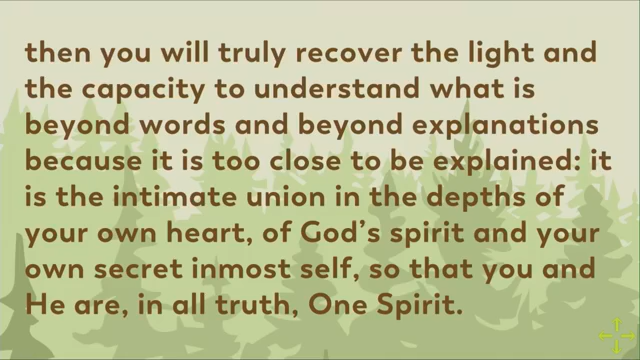 then you will truly recover the light and
the capacity to understand what is
beyond words and beyond explanations
because it is too close to be explained: it
is the intimate union in the depths of
your own heart, of God’s spirit and your
own secret inmost self, so that you and
He are, in all truth, One Spirit.